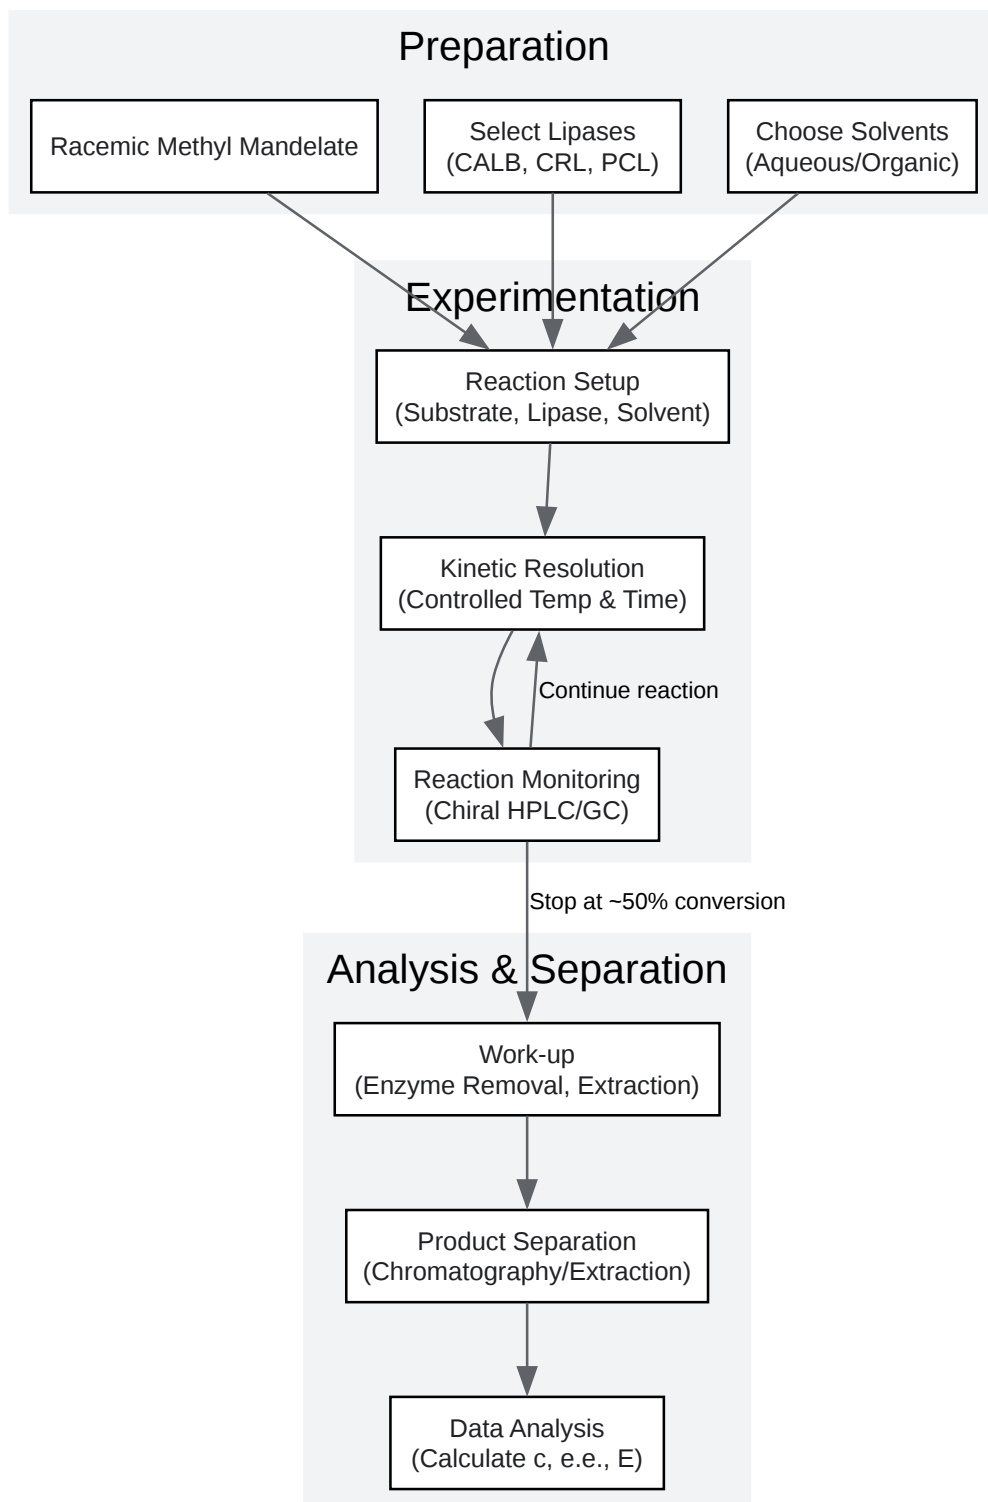 Preparation
Racemic Methyl Mandelate
Select Lipases
(CALB, CRL, PCL)
Choose Solvents
(Aqueous/Organic)
Experimentation
Reaction Setup
(Substrate, Lipase, Solvent)
Kinetic Resolution
(Controlled Temp & Time)
Continue reaction
Reaction Monitoring
(Chiral HPLC/GC)
Stop at ~50% conversion
Analysis & Separation
Work-up
(Enzyme Removal, Extraction)
Product Separation
(Chromatography/Extraction)
Data Analysis
(Calculate c, e.e., E)